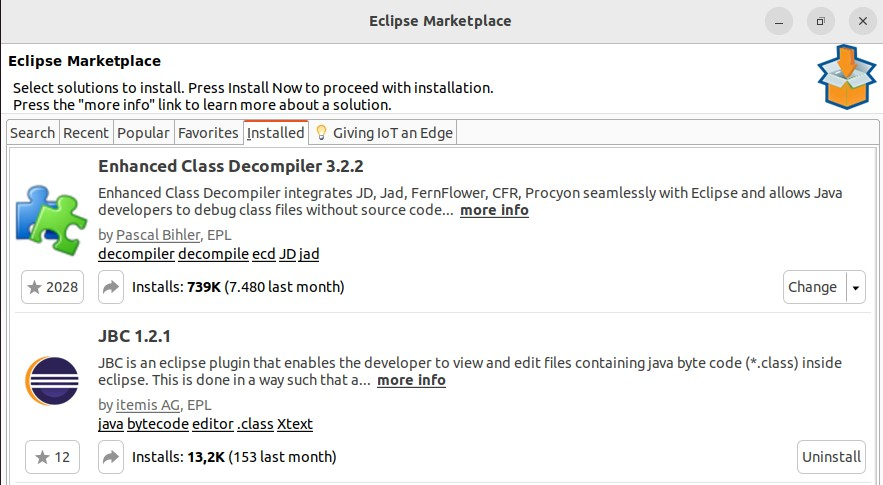 Eclipse Marketplace
Eclipse Marketplace
Select solutions to install. Press Install Now to proceed with installation.
Press the "more info" link to learn more about a solution.
Search Recent Popular Favorites Installed Giving IoT an Edge
Enhanced Class Decompiler 3.2.2
Enhanced Class Decompiler integrates JD, Jad, FernFlower, CFR, Procyon seamlessly with Eclipse and allows Java
developers to debug class files without source code... more info
by Pascal Bihler, EPL
decompiler decompile ecd JD jad
2028 Installs: 739K (7.480 last month) Change
JBC 1.2.1
JBC is an eclipse plugin that enables the developer to view and edit files containing java byte code (*.class) inside
eclipse. This is done in a way such that a... more info
by itemis AG, EPL
java bytecode editor .class Xtext
12 Installs: 13,2K (153 last month) Uninstall